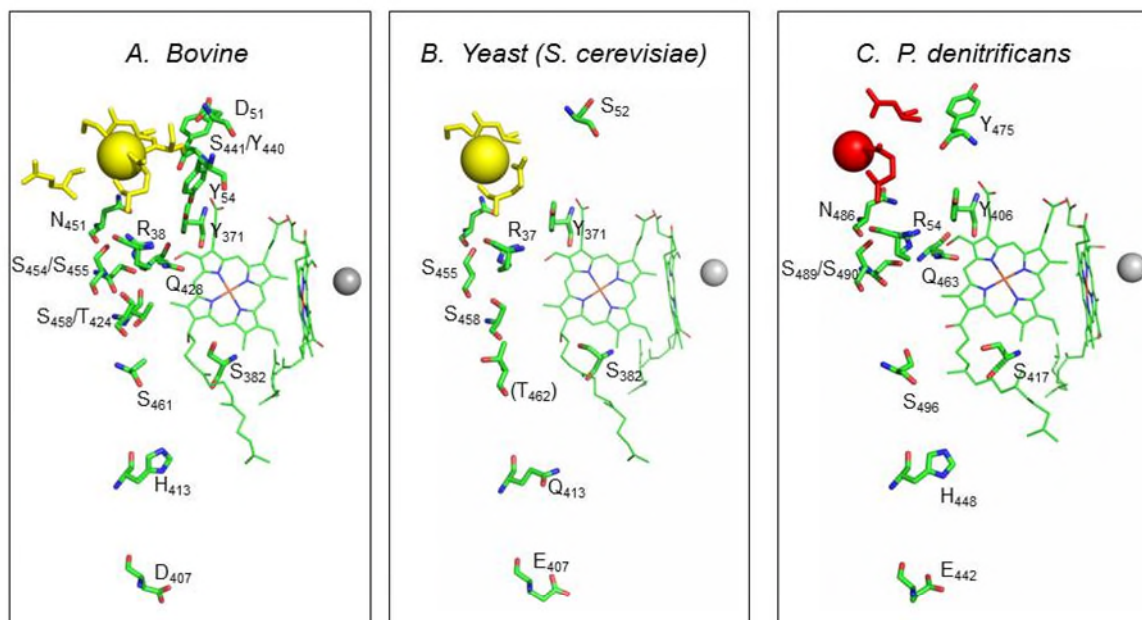 A. Bovine
D51
S441/Y440
Y54
N451
R38
Y371
S454/S455
Q428
S458/T424
S382
S461
H413
D407
B. Yeast (S. cerevisiae)
S52
R37
Y371
S455
S458
S382
(T462)
Q413
E407
C. P. denitrificans
Y475
N486
R54
Y406
S489/S490
Q463
S417
S496
H448
E442